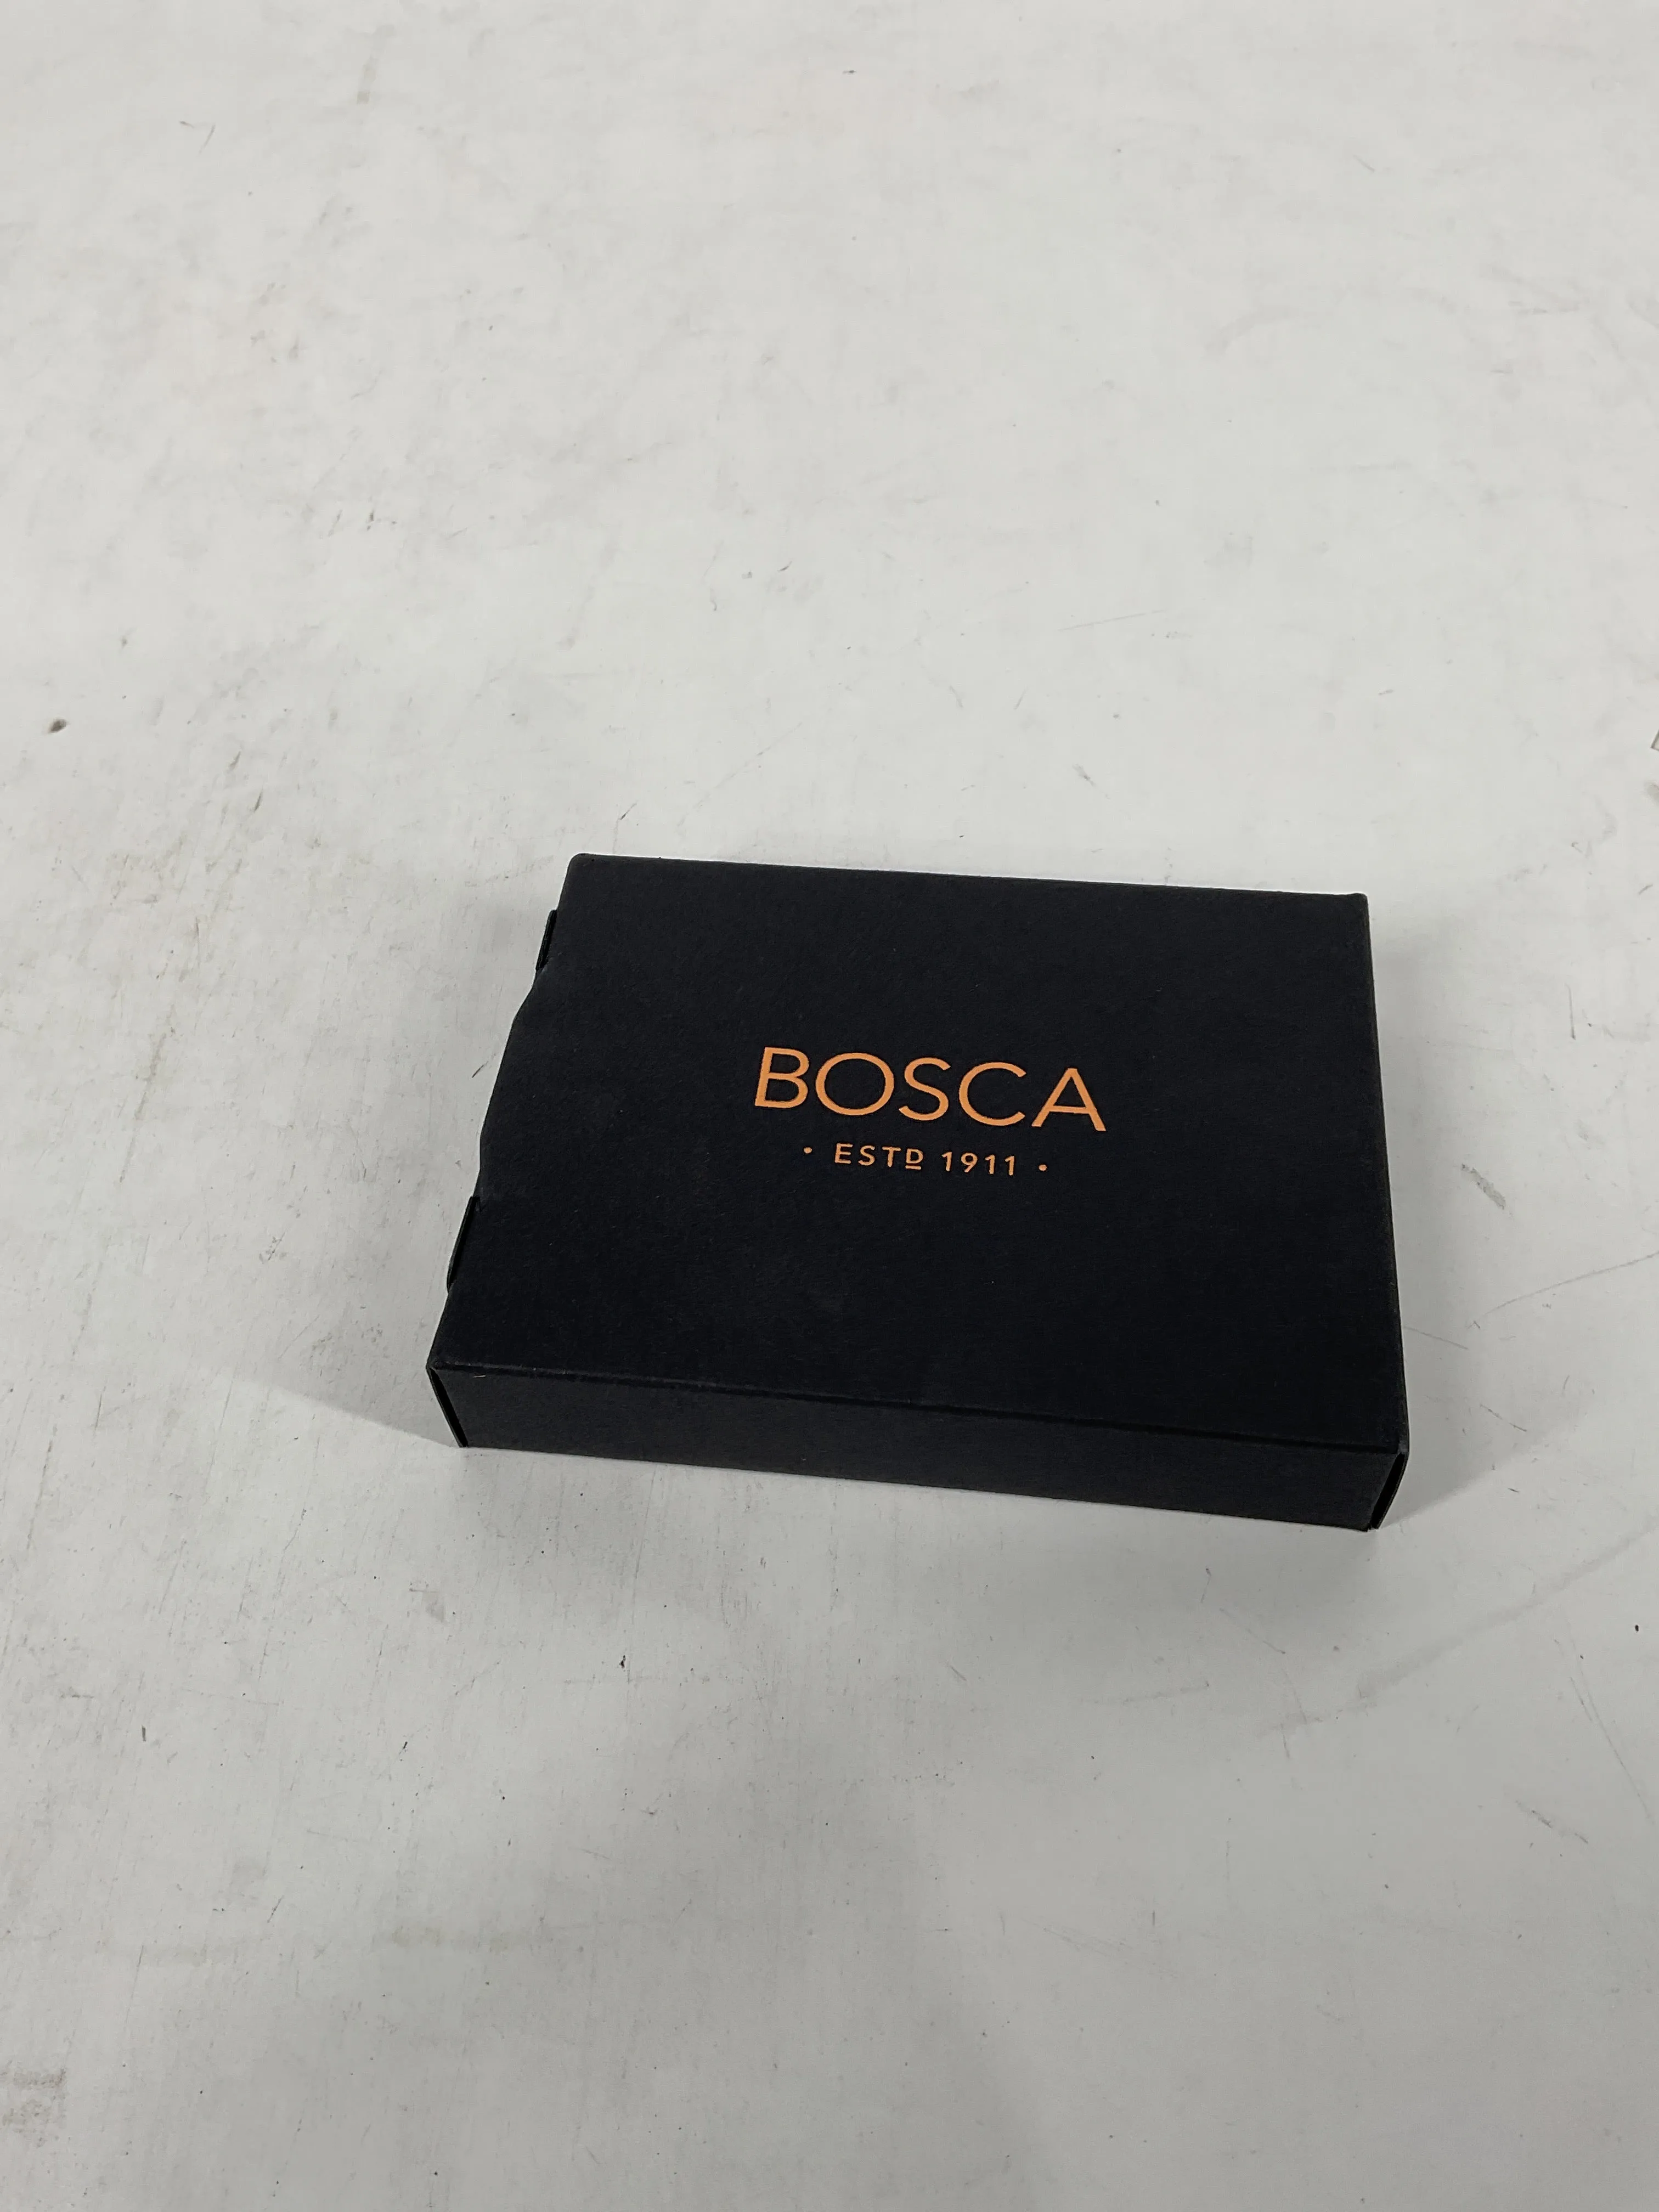 BOSCA
· ESTD 1911 ·